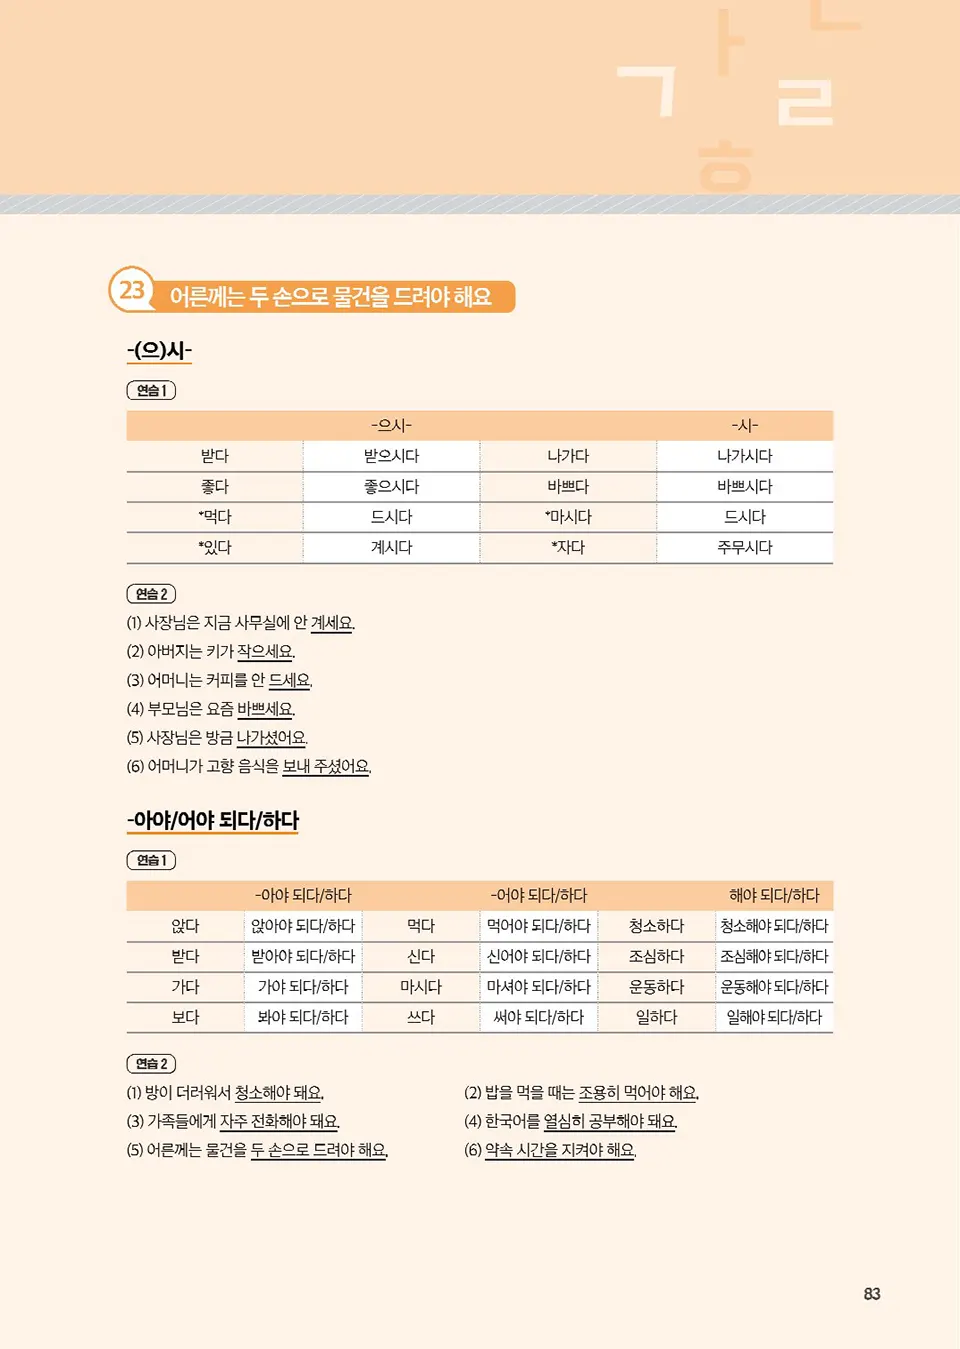 ㄱ ㅏ ㄴ ㄹ ㅎ
23 어른께는 두 손으로 물건을 드려야 해요
-(으)시-
연습 1
-으시- -시-
받다 받으시다 나가다 나가시다
좋다 좋으시다 바쁘다 바쁘시다
*먹다 드시다 *마시다 드시다
*있다 계시다 *자다 주무시다
연습 2
(1) 사장님은 지금 사무실에 안 계세요.
(2) 아버지는 키가 작으세요.
(3) 어머니는 커피를 안 드세요.
(4) 부모님은 요즘 바쁘세요.
(5) 사장님은 방금 나가셨어요.
(6) 어머니가 고향 음식을 보내 주셨어요.
-아야/어야 되다/하다
연습 1
-아야 되다/하다 -어야 되다/하다 해야 되다/하다
앉다 앉아야 되다/하다 먹다 먹어야 되다/하다 청소하다 청소해야 되다/하다
받다 받아야 되다/하다 신다 신어야 되다/하다 조심하다 조심해야 되다/하다
가다 가야 되다/하다 마시다 마셔야 되다/하다 운동하다 운동해야 되다/하다
보다 봐야 되다/하다 쓰다 써야 되다/하다 일하다 일해야 되다/하다
연습 2
(1) 방이 더러워서 청소해야 돼요. (2) 밥을 먹을 때는 조용히 먹어야 해요.
(3) 가족들에게 자주 전화해야 돼요. (4) 한국어를 열심히 공부해야 돼요.
(5) 어른께는 물건을 두 손으로 드려야 해요. (6) 약속 시간을 지켜야 해요.
83